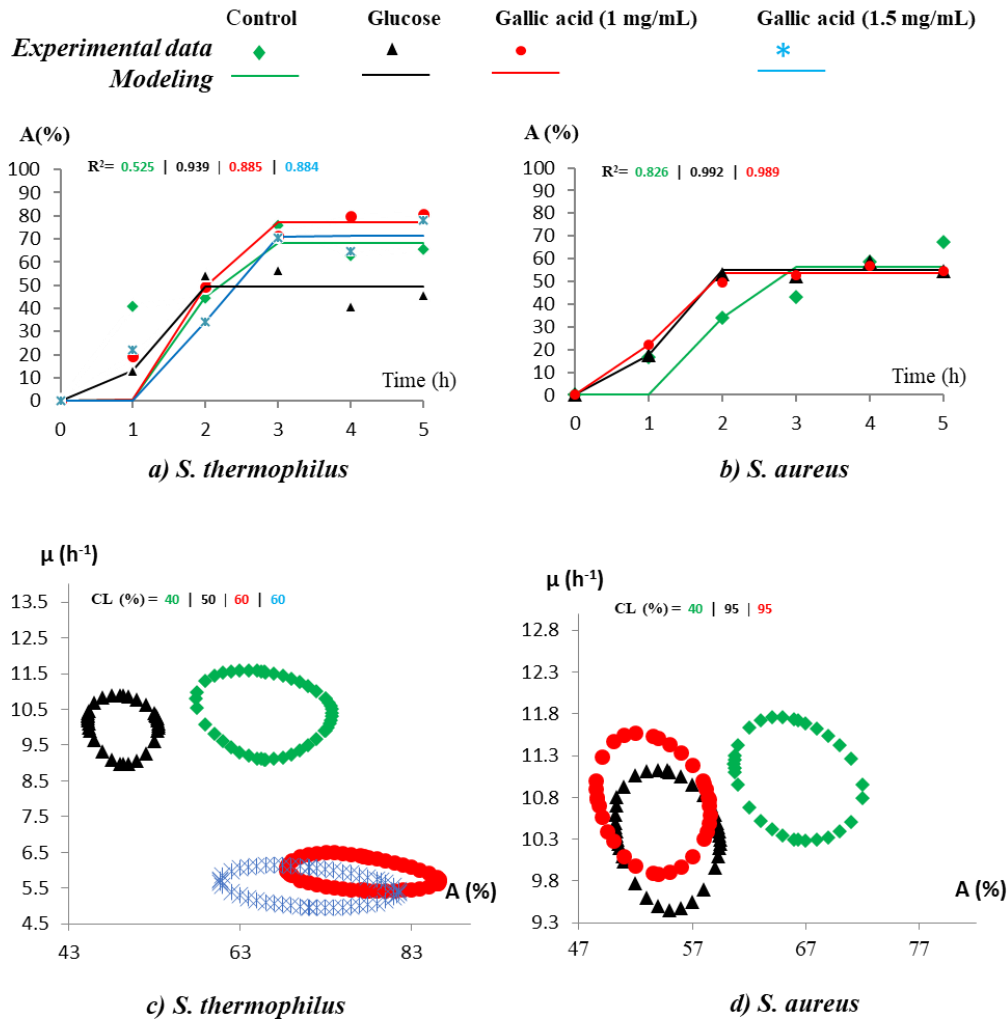 Control Glucose Gallic acid (1 mg/mL) Gallic acid (1.5 mg/mL)
Experimental data
Modeling
A(%)
R²= 0.525 | 0.939 | 0.885 | 0.884
100
90
80
70
60
50
40
30
20
10
0
Time (h)
0 1 2 3 4 5
a) S. thermophilus
A (%)
R²= 0.826 | 0.992 | 0.989
100
90
80
70
60
50
40
30
20
10
0
Time (h)
0 1 2 3 4 5
b) S. aureus
μ (h-1)
CL (%) = 40 | 50 | 60 | 60
13.5
12.5
11.5
10.5
9.5
8.5
7.5
6.5
5.5
4.5
A (%)
43 63 83
c) S. thermophilus
μ (h-1)
CL (%) = 40 | 95 | 95
12.8
12.3
11.8
11.3
10.8
10.3
9.8
9.3
A (%)
47 57 67 77
d) S. aureus